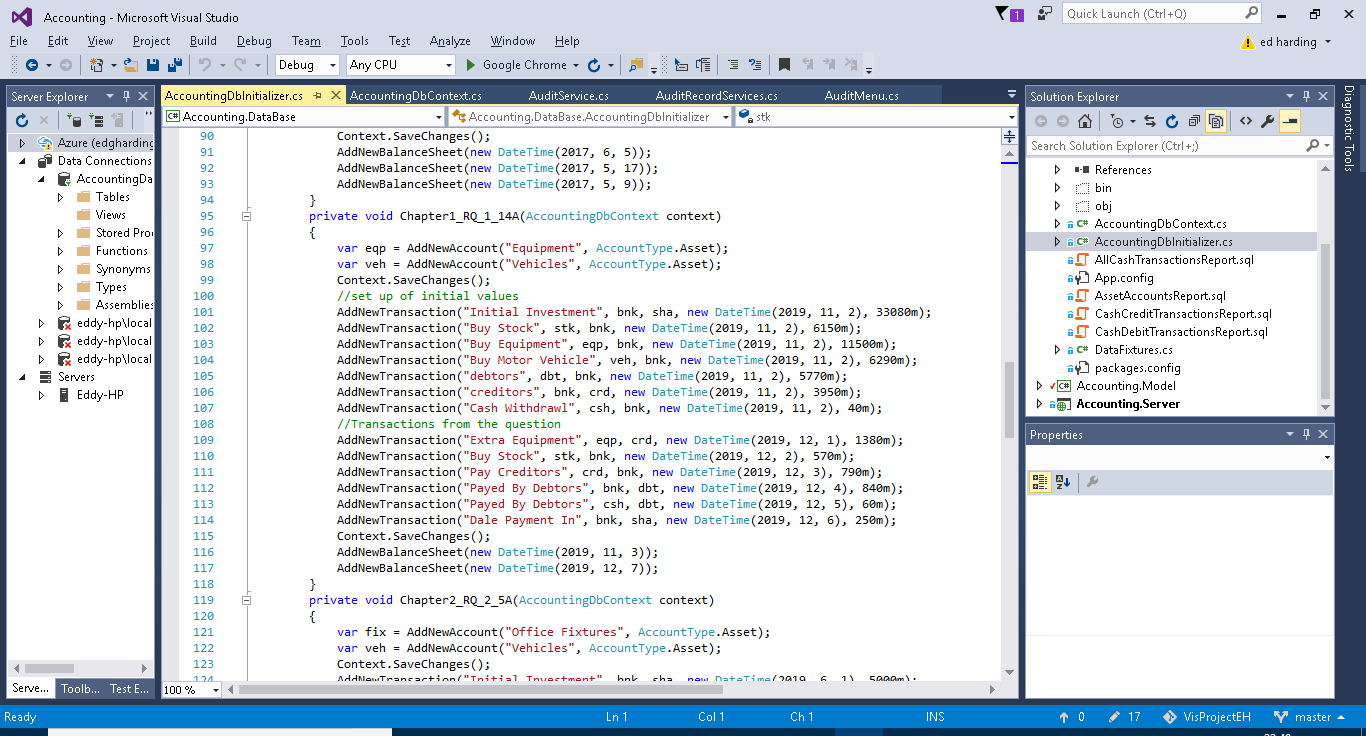 Accounting - Microsoft Visual Studio
1
Quick Launch (Ctrl+Q)
File Edit View Project Build Debug Team Tools Test Analyze Window Help
ed harding
Debug Any CPU Google Chrome
Server Explorer
Azure (edgharding
Data Connections
AccountingDa
Tables
Views
Stored Pro
Functions
Synonyms
Types
Assemblies
eddy-hp\local
eddy-hp\local
eddy-hp\local
Servers
Eddy-HP
Serve... Toolb... Test E...
AccountingDbInitializer.cs AccountingDbContext.cs AuditService.cs AuditRecordServices.cs AuditMenu.cs
Accounting.DataBase Accounting.DataBase.AccountingDbInitializer stk
90 Context.SaveChanges();
91 AddNewBalanceSheet(new DateTime(2017, 6, 5));
92 AddNewBalanceSheet(new DateTime(2017, 5, 17));
93 AddNewBalanceSheet(new DateTime(2017, 5, 9));
94 }
95 private void Chapter1_RQ_1_14A(AccountingDbContext context)
96 {
97 var eqp = AddNewAccount("Equipment", AccountType.Asset);
98 var veh = AddNewAccount("Vehicles", AccountType.Asset);
99 Context.SaveChanges();
100 //set up of initial values
101 AddNewTransaction("Initial Investment", bnk, sha, new DateTime(2019, 11, 2), 33080m);
102 AddNewTransaction("Buy Stock", stk, bnk, new DateTime(2019, 11, 2), 6150m);
103 AddNewTransaction("Buy Equipment", eqp, bnk, new DateTime(2019, 11, 2), 11500m);
104 AddNewTransaction("Buy Motor Vehicle", veh, bnk, new DateTime(2019, 11, 2), 6290m);
105 AddNewTransaction("debtors", dbt, bnk, new DateTime(2019, 11, 2), 5770m);
106 AddNewTransaction("creditors", bnk, crd, new DateTime(2019, 11, 2), 3950m);
107 AddNewTransaction("Cash Withdrawl", csh, bnk, new DateTime(2019, 11, 2), 40m);
108 //Transactions from the question
109 AddNewTransaction("Extra Equipment", eqp, crd, new DateTime(2019, 12, 1), 1380m);
110 AddNewTransaction("Buy Stock", stk, bnk, new DateTime(2019, 12, 2), 570m);
111 AddNewTransaction("Pay Creditors", crd, bnk, new DateTime(2019, 12, 3), 790m);
112 AddNewTransaction("Payed By Debtors", bnk, dbt, new DateTime(2019, 12, 4), 840m);
113 AddNewTransaction("Payed By Debtors", csh, dbt, new DateTime(2019, 12, 5), 60m);
114 AddNewTransaction("Dale Payment In", bnk, sha, new DateTime(2019, 12, 6), 250m);
115 Context.SaveChanges();
116 AddNewBalanceSheet(new DateTime(2019, 11, 3));
117 AddNewBalanceSheet(new DateTime(2019, 12, 7));
118 }
119 private void Chapter2_RQ_2_5A(AccountingDbContext context)
120 {
121 var fix = AddNewAccount("Office Fixtures", AccountType.Asset);
122 var veh = AddNewAccount("Vehicles", AccountType.Asset);
123 Context.SaveChanges();
124 AddNewTransaction("Initial Investment", bnk, sha, new DateTime(2019, 6, 1), 5000m);
100 %
Solution Explorer
Search Solution Explorer (Ctrl+;)
References
bin
obj
AccountingDbContext.cs
AccountingDbInitializer.cs
AllCashTransactionsReport.sql
App.config
AssetAccountsReport.sql
CashCreditTransactionsReport.sql
CashDebitTransactionsReport.sql
DataFixtures.cs
packages.config
Accounting.Model
Accounting.Server
Properties
Diagnostic Tools
Ready Ln 1 Col 1 Ch 1 INS 0 17 VisProjectEH master